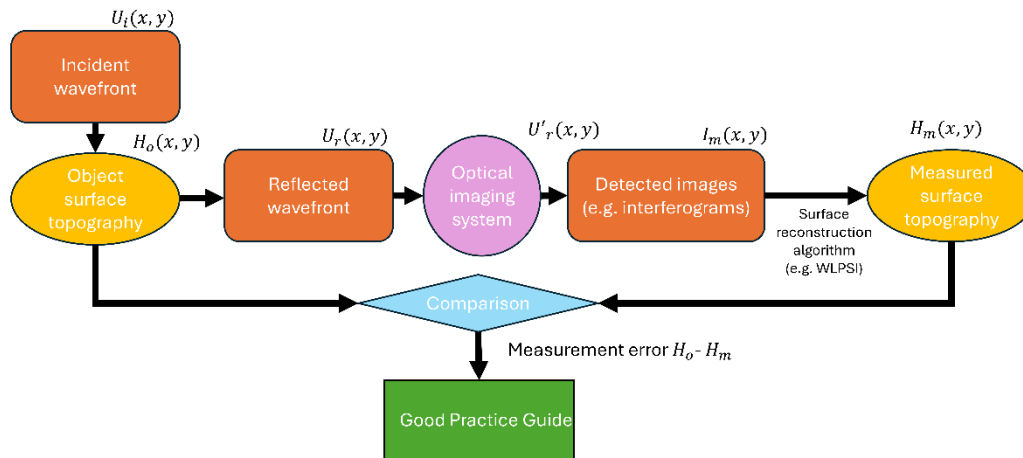 U_i(x, y)
Incident
wavefront
H_o(x, y)
Object
surface
topography
U_r(x, y)
Reflected
wavefront
Optical
imaging
system
U'_r(x, y)
I_m(x, y)
Detected images
(e.g. interferograms)
Surface
reconstruction
algorithm
(e.g. WLPSI)
H_m(x, y)
Measured
surface
topography
Comparison
Measurement error H_o- H_m
Good Practice Guide